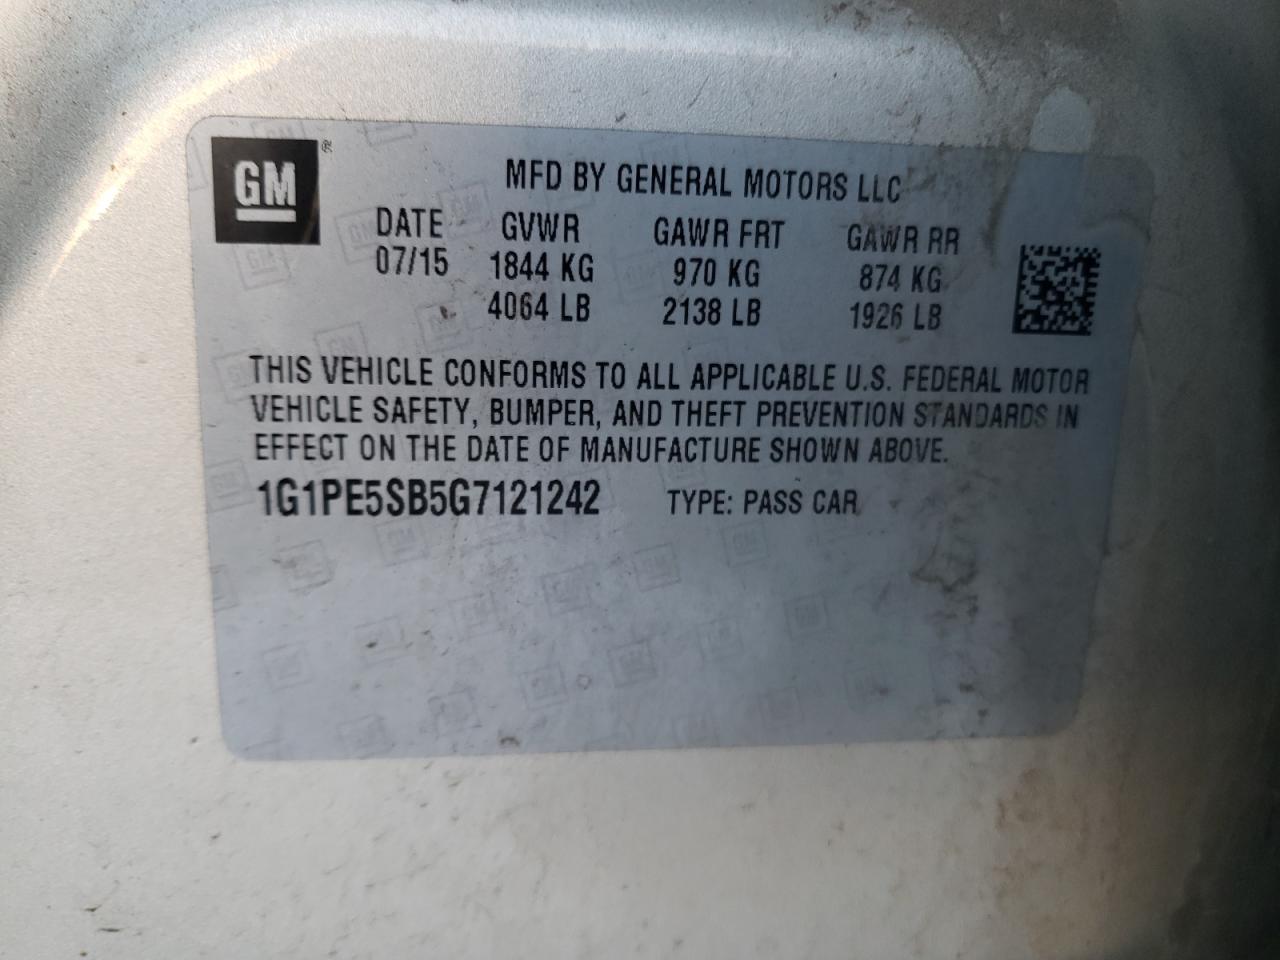 GM ®
MFD BY GENERAL MOTORS LLC
DATE GVWR GAWR FRT GAWR RR
07/15 1844 KG 970 KG 874 KG
4064 LB 2138 LB 1926 LB
THIS VEHICLE CONFORMS TO ALL APPLICABLE U.S. FEDERAL MOTOR
VEHICLE SAFETY, BUMPER, AND THEFT PREVENTION STANDARDS IN
EFFECT ON THE DATE OF MANUFACTURE SHOWN ABOVE.
1G1PE5SB5G7121242 TYPE: PASS CAR